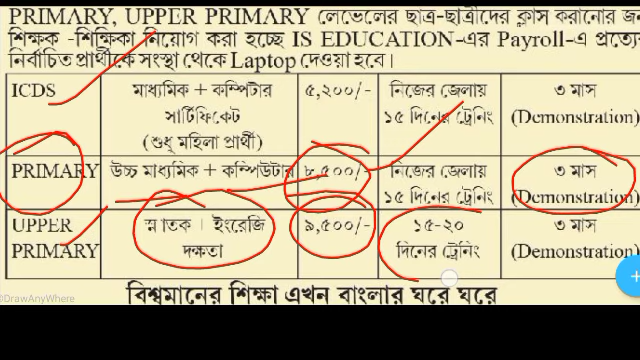 PRIMARY, UPPER PRIMARY লেভেলের ছাত্র-ছাত্রীদের ক্লাস করানোর জন
শিক্ষক -শিক্ষিকা নিয়োগ করা হচ্ছে IS EDUCATION-এর Payroll-এ প্রত্যে
নির্বাচিত প্রার্থীকে সংস্থা থেকে Laptop দেওয়া হবে।
ICDS মাধ্যমিক + কম্পিটার ৫,২০০/- নিজের জেলায় ৩ মাস
সার্টিফিকেট ১৫ দিনের ট্রেনিং (Demonstration)
(শুধু মহিলা প্রার্থী)
PRIMARY উচ্চ মাধ্যমিক + কম্পিউটার ৮,৫০০/- নিজের জেলায় ৩ মাস
১৫ দিনের ট্রেনিং (Demonstration)
UPPER স্নাতক । ইংরেজি ৯,৫০০/- ১৫-২০ ৩ মাস
PRIMARY দক্ষতা দিনের ট্রেনিং (Demonstration)
বিশ্বমানের শিক্ষা এখন বাংলার ঘরে ঘরে
@DrawAnyWhere